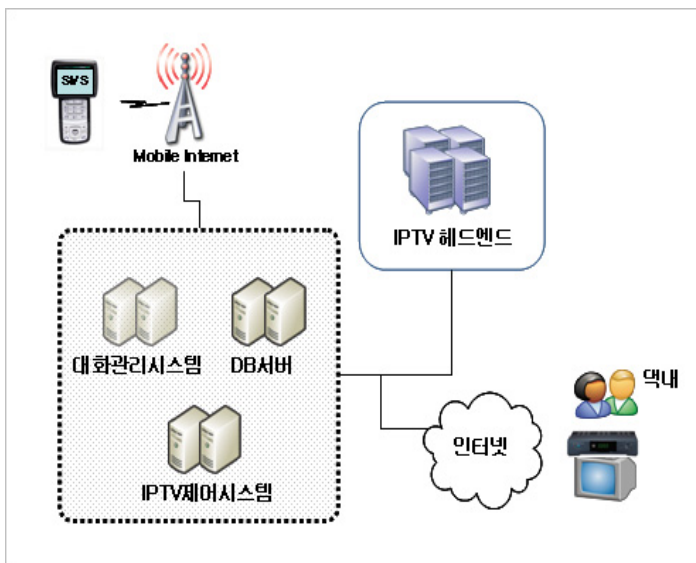 SMS
Mobile Internet
IPTV 헤드엔드
대화관리시스템
DB서버
IPTV제어시스템
댁내
인터넷